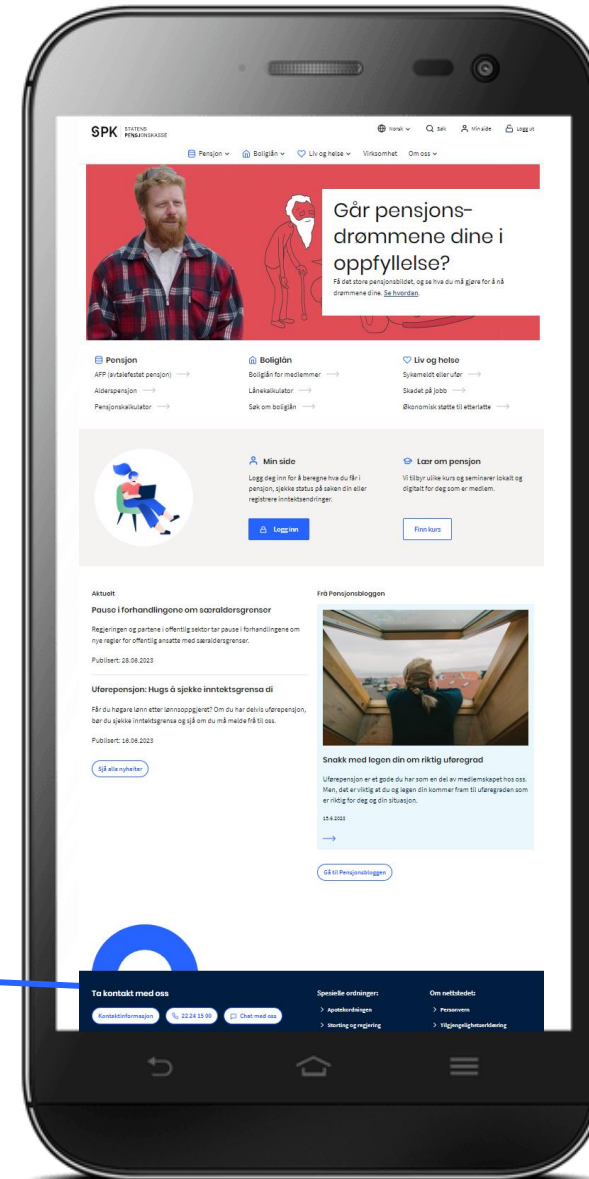 SPK STATENS
PENSJONSKASSE
Norsk Søk Min side Logg ut
Pensjon Boliglån Liv og helse Virksomhet Om oss
Går pensjons-
drømmene dine i
oppfyllelse?
Få det store pensjonsbildet, og se hva du må gjøre for å nå
drømmene dine. Se hvordan.
Pensjon
AFP (avtalefestet pensjon)
Alderspensjon
Pensjonskalkulator
Boliglån
Boliglån for medlemmer
Lånekalkulator
Søk om boliglån
Liv og helse
Sykemeldt eller ufør
Skadet på jobb
Økonomisk støtte til etterlatte
Min side
Logg deg inn for å beregne hva du får i
pensjon, sjekke status på saken din eller
registrere inntektsendringer.
Logg inn
Lær om pensjon
Vi tilbyr ulike kurs og seminarer lokalt og
digitalt for deg som er medlem.
Finn kurs
Aktuelt
Pause i forhandlingene om særaldersgrenser
Regjeringen og partene i offentlig sektor tar pause i forhandlingene om
nye regler for offentlig ansatte med særaldersgrenser.
Publisert: 28.06.2023
Uførepensjon: Hugs å sjekke inntektsgrensa di
Får du høgare lønn etter lønnsoppgjeret? Om du har delvis uførepensjon,
bør du sjekke inntektsgrensa og sjå om du må melde frå til oss.
Publisert: 16.06.2023
Sjå alle nyheiter
Frå Pensjonsbloggen
Snakk med legen din om riktig uføregrad
Uførepensjon er et gode du har som en del av medlemskapet hos oss.
Men, det er viktig at du og legen din kommer fram til uføregraden som
er riktig for deg og din situasjon.
15.6.2023
Gå til Pensjonsbloggen
Ta kontakt med oss
Kontaktinformasjon 22 24 15 00 Chat med oss
Spesielle ordninger:
Apotekordningen
Storting og regjering
Om nettstedet:
Personvern
Tilgjengelighetserklæring